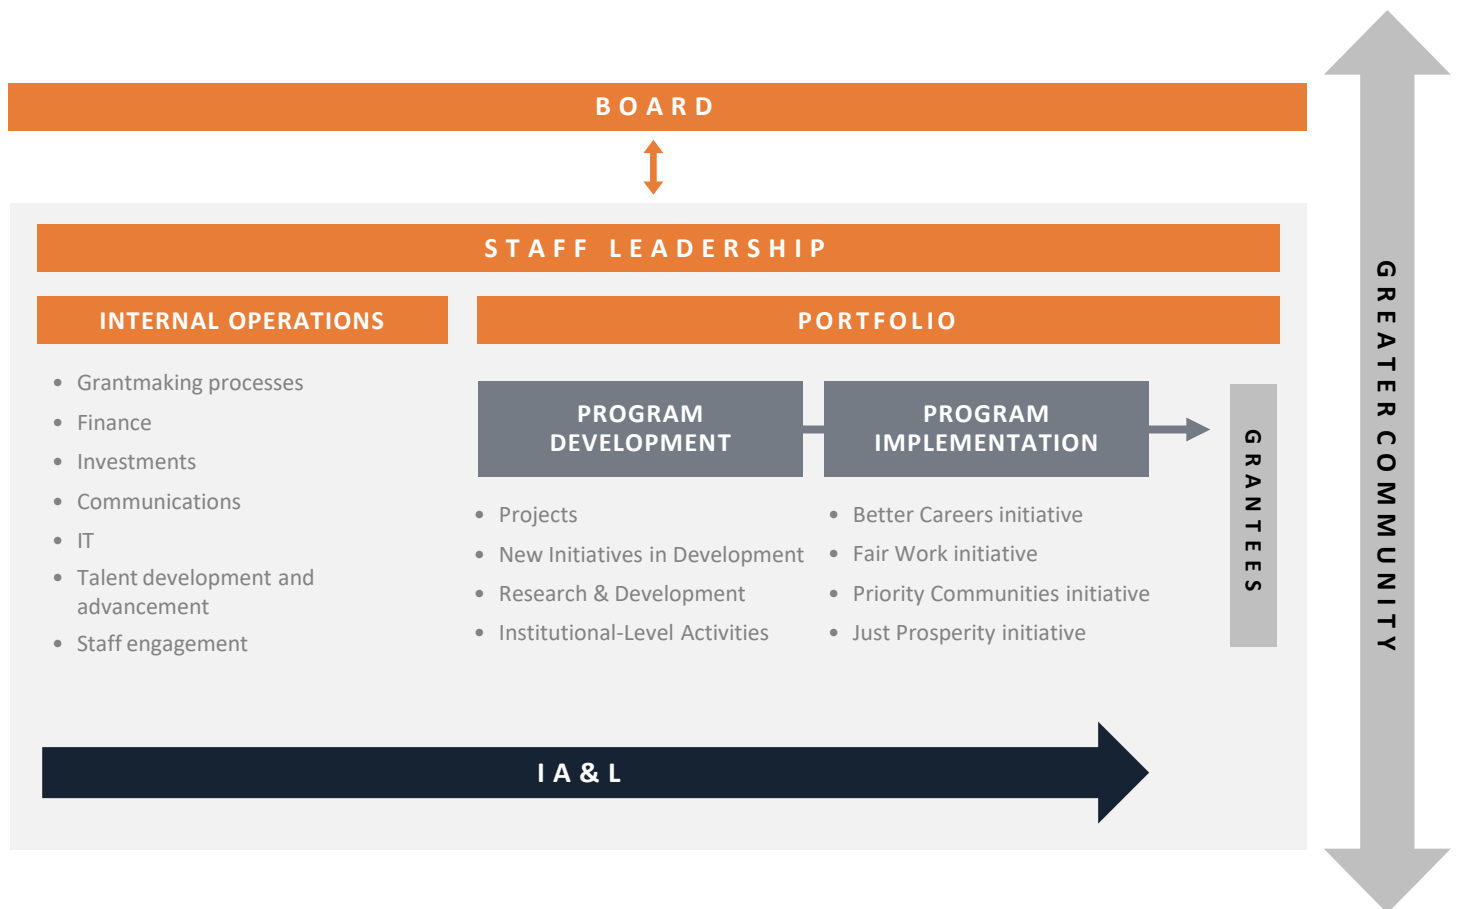 BOARD
STAFF LEADERSHIP
INTERNAL OPERATIONS
• Grantmaking processes
• Finance
• Investments
• Communications
• IT
• Talent development and
advancement
• Staff engagement
PORTFOLIO
PROGRAM
DEVELOPMENT
• Projects
• New Initiatives in Development
• Research & Development
• Institutional-Level Activities
PROGRAM
IMPLEMENTATION
• Better Careers initiative
• Fair Work initiative
• Priority Communities initiative
• Just Prosperity initiative
GRANTEES
IA&L
GREATER COMMUNITY